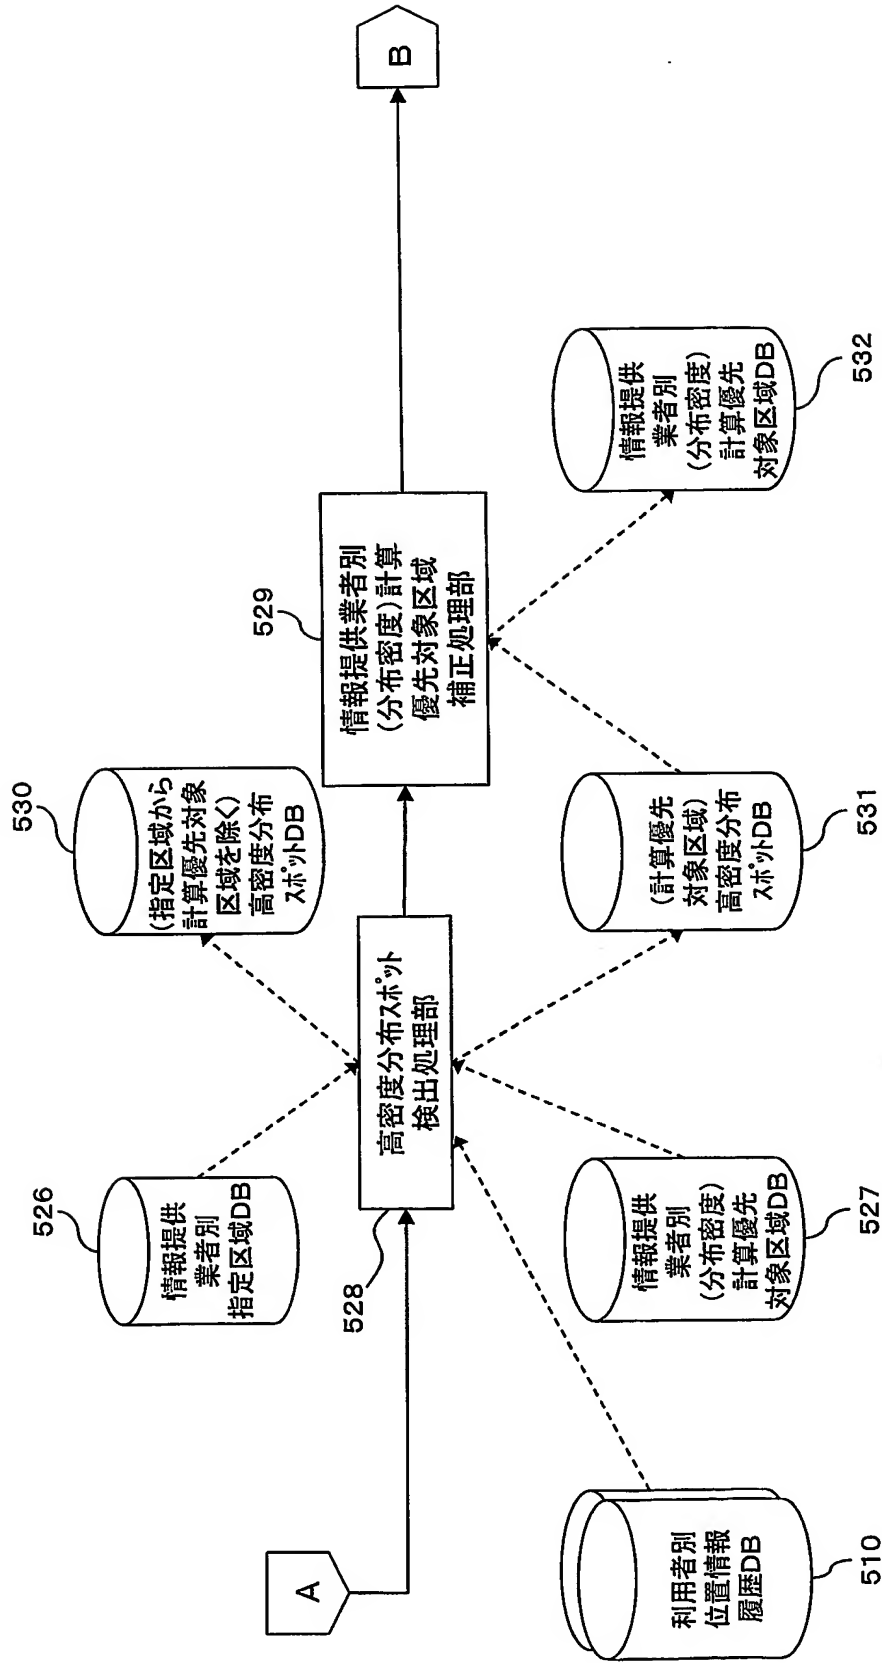 A
B
526
情報提供
業者別
指定区域DB
530
(指定区域から
計算優先対象
区域を除く)
高密度分布
スポットDB
528
高密度分布スポット
検出処理部
529
情報提供業者別
(分布密度)計算
優先対象区域
補正処理部
利用者別
位置情報
履歴DB
510
情報提供
業者別
(分布密度)
計算優先
対象区域DB
527
(計算優先
対象区域)
高密度分布
スポットDB
531
情報提供
業者別
(分布密度)
計算優先
対象区域DB
532